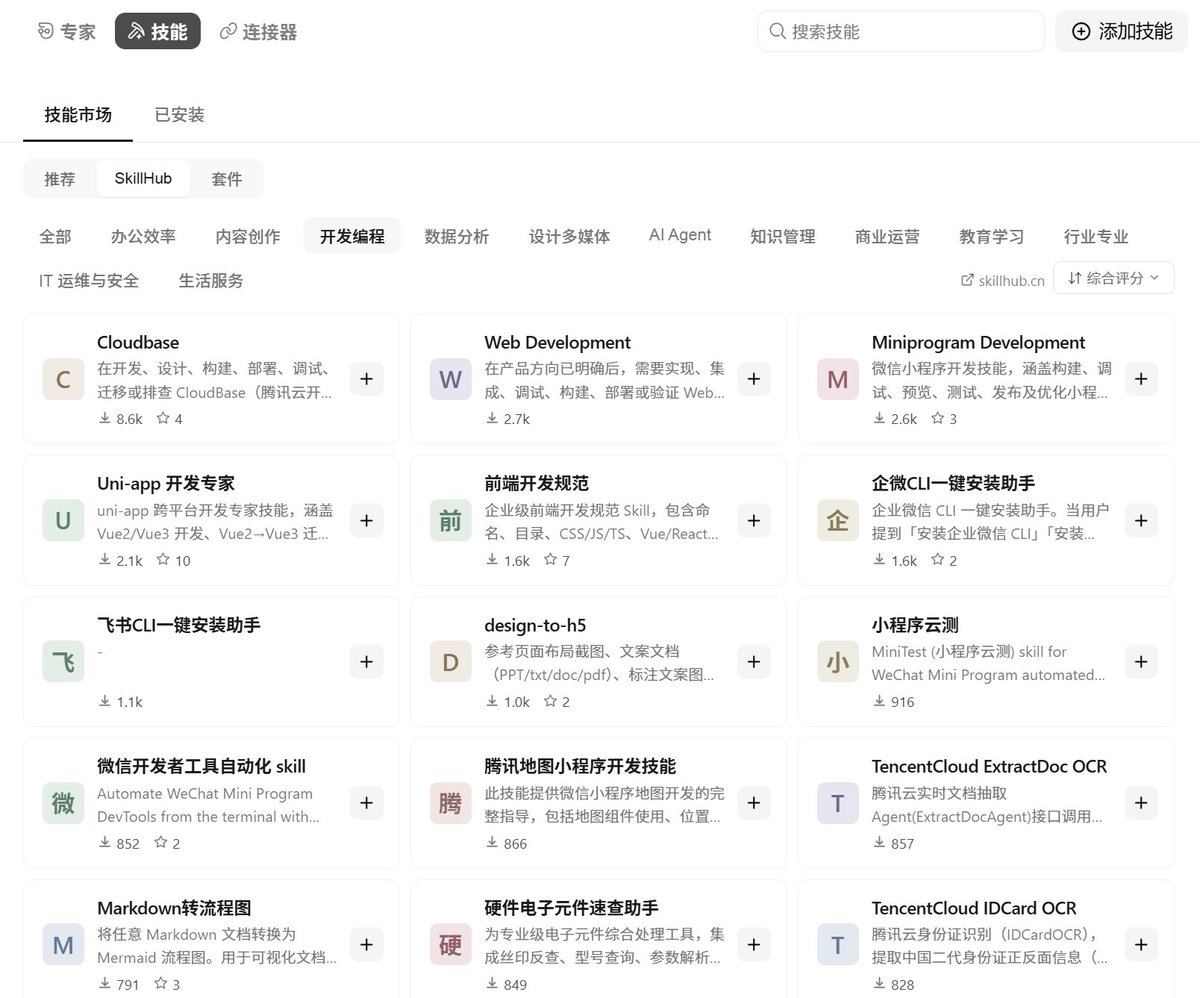 专家 技能 连接器 搜索技能 添加技能
技能市场 已安装
推荐 SkillHub 套件
全部 办公效率 内容创作 开发编程 数据分析 设计多媒体 AI Agent 知识管理 商业运营 教育学习 行业专业
IT 运维与安全 生活服务 skillhub.cn 综合评分
Cloudbase
C
在开发、设计、构建、部署、调试、
迁移或排查 CloudBase（腾讯云开...
8.6k 4
Web Development
W
在产品方向已明确后，需要实现、集
成、调试、构建、部署或验证 Web...
2.7k
Miniprogram Development
M
微信小程序开发技能，涵盖构建、调
试、预览、测试、发布及优化小程...
2.6k 3
Uni-app 开发专家
U
uni-app 跨平台开发专家技能，涵盖
Vue2/Vue3 开发、Vue2→Vue3 迁...
2.1k 10
前端开发规范
前
企业级前端开发规范 Skill，包含命
名、目录、CSS/JS/TS、Vue/React...
1.6k 7
企微CLI一键安装助手
企
企业微信 CLI 一键安装助手。当用户
提到「安装企业微信 CLI」「安装...
1.6k 2
飞书CLI一键安装助手
飞
-
1.1k
design-to-h5
D
参考页面布局截图、文案文档
（PPT/txt/doc/pdf）、标注文案图...
1.0k 2
小程序云测
小
MiniTest (小程序云测) skill for
WeChat Mini Program automated...
916
微信开发者工具自动化 skill
微
Automate WeChat Mini Program
DevTools from the terminal with...
852 2
腾讯地图小程序开发技能
腾
此技能提供微信小程序地图开发的完
整指导，包括地图组件使用、位置...
866
TencentCloud ExtractDoc OCR
T
腾讯云实时文档抽取
Agent(ExtractDocAgent)接口调用...
857
Markdown转流程图
M
将任意 Markdown 文档转换为
Mermaid 流程图。用于可视化文档...
791 3
硬件电子元件速查助手
硬
为专业级电子元件综合处理工具，集
成丝印反查、型号查询、参数解析...
849
TencentCloud IDCard OCR
T
腾讯云身份证识别（IDCardOCR），
提取中国二代身份证正反面信息（...
828